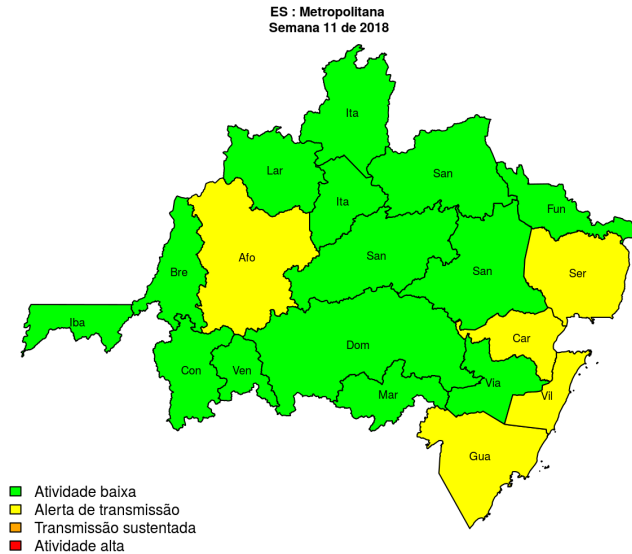 ES : Metropolitana
Semana 11 de 2018
Ita
Lar
San
Ita
Fun
Afo
San
San
Bre
Ser
Iba
Car
Dom
Con
Ven
Via
Mar
Vil
Gua
Atividade baixa
Alerta de transmissão
Transmissão sustentada
Atividade alta